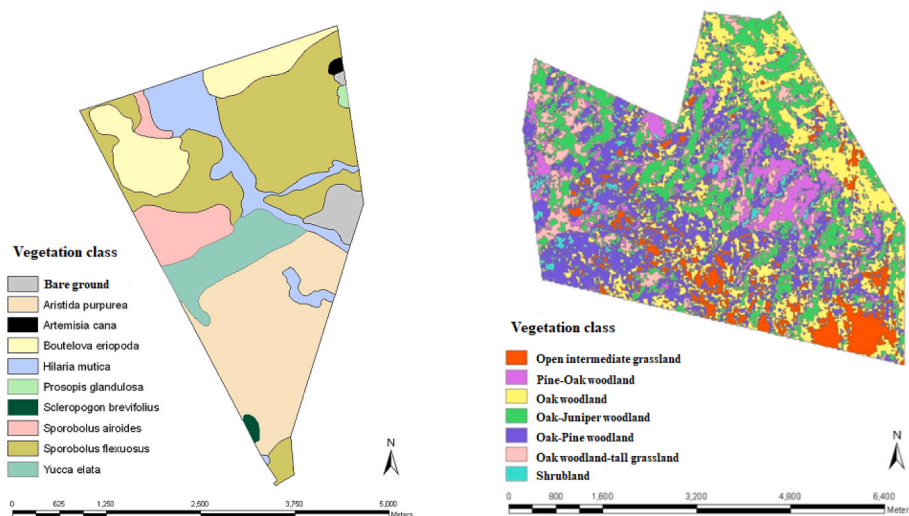 Vegetation class
Bare ground
Aristida purpurea
Artemisia cana
Boutelova eriopoda
Hilaria mutica
Prosopis glandulosa
Scleropogon brevifolius
Sporobolus airoides
Sporobolus flexuosus
Yucca elata
N
0 625 1,250 2,500 3,750 5,000
Meters
Vegetation class
Open intermediate grassland
Pine-Oak woodland
Oak woodland
Oak-Juniper woodland
Oak-Pine woodland
Oak woodland-tall grassland
Shrubland
N
0 800 1,600 3,200 4,800 6,400
Meters